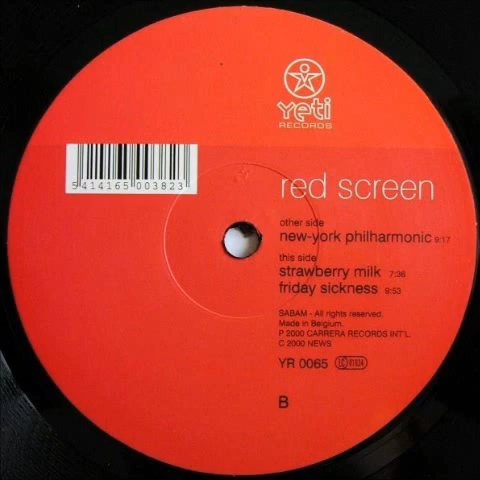 yeti
RECORDS
5 414165 003823
red screen
other side
new-york philharmonic 9:17
this side
strawberry milk 7:36
friday sickness 9:53
SABAM - All rights reserved.
Made in Belgium.
P 2000 CARRERA RECORDS INT'L.
C 2000 NEWS
YR 0065 LC
B